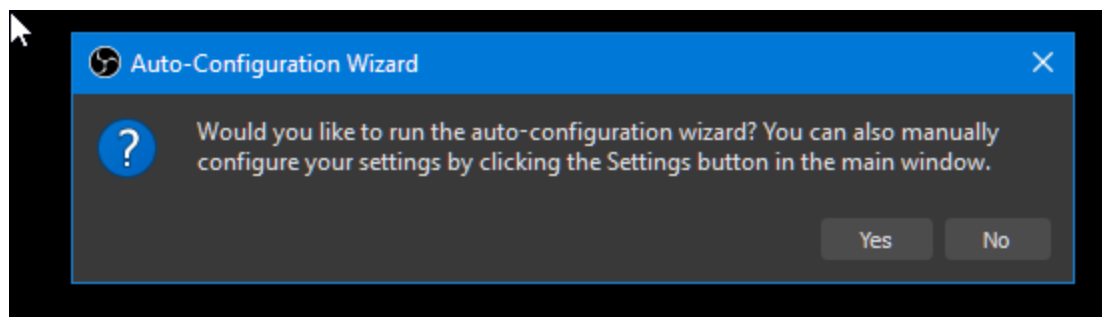 Auto-Configuration Wizard
Would you like to run the auto-configuration wizard? You can also manually
configure your settings by clicking the Settings button in the main window.
Yes No